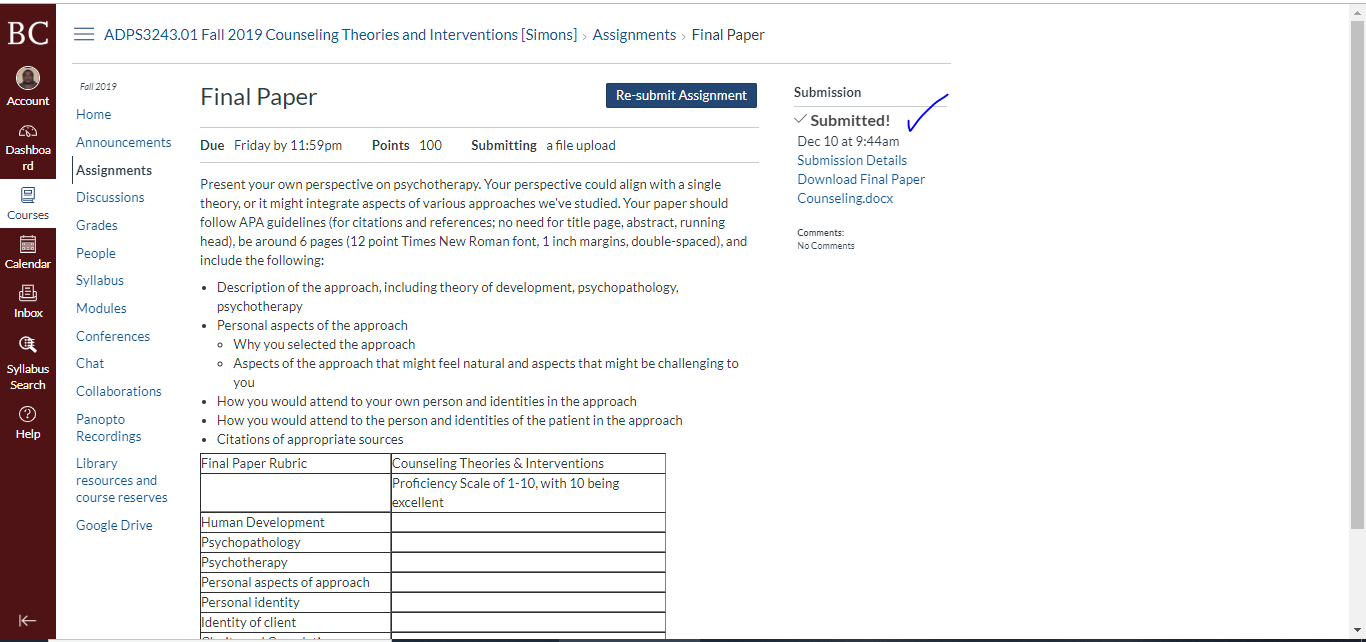 BC
Account
Dashboa
rd
Courses
Calendar
Inbox
Syllabus
Search
Help
ADPS3243.01 Fall 2019 Counseling Theories and Interventions [Simons] › Assignments › Final Paper
Fall 2019
Home
Announcements
Assignments
Discussions
Grades
People
Syllabus
Modules
Conferences
Chat
Collaborations
Panopto
Recordings
Library
resources and
course reserves
Google Drive
Final Paper
Re-submit Assignment
Due Friday by 11:59pm Points 100 Submitting a file upload
Present your own perspective on psychotherapy. Your perspective could align with a single
theory, or it might integrate aspects of various approaches we've studied. Your paper should
follow APA guidelines (for citations and references; no need for title page, abstract, running
head), be around 6 pages (12 point Times New Roman font, 1 inch margins, double-spaced), and
include the following:
• Description of the approach, including theory of development, psychopathology,
psychotherapy
• Personal aspects of the approach
◦ Why you selected the approach
◦ Aspects of the approach that might feel natural and aspects that might be challenging to
you
• How you would attend to your own person and identities in the approach
• How you would attend to the person and identities of the patient in the approach
• Citations of appropriate sources
Final Paper Rubric Counseling Theories & Interventions
Proficiency Scale of 1-10, with 10 being
excellent
Human Development
Psychopathology
Psychotherapy
Personal aspects of approach
Personal identity
Identity of client
Submission
Submitted!
Dec 10 at 9:44am
Submission Details
Download Final Paper
Counseling.docx
Comments:
No Comments